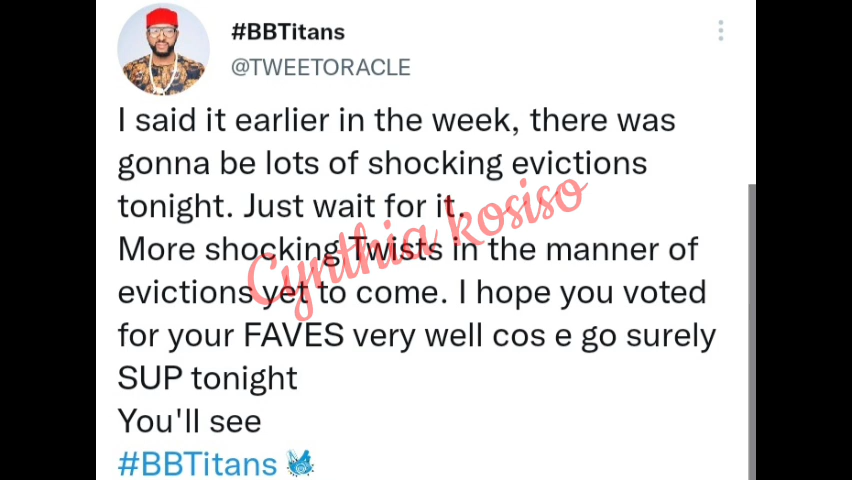 #BBTitans
@TWEETORACLE
I said it earlier in the week, there was
gonna be lots of shocking evictions
tonight. Just wait for it.
More shocking Twists in the manner of
evictions yet to come. I hope you voted
for your FAVES very well cos e go surely
SUP tonight
You'll see
#BBTitans
Cynthia kosiso